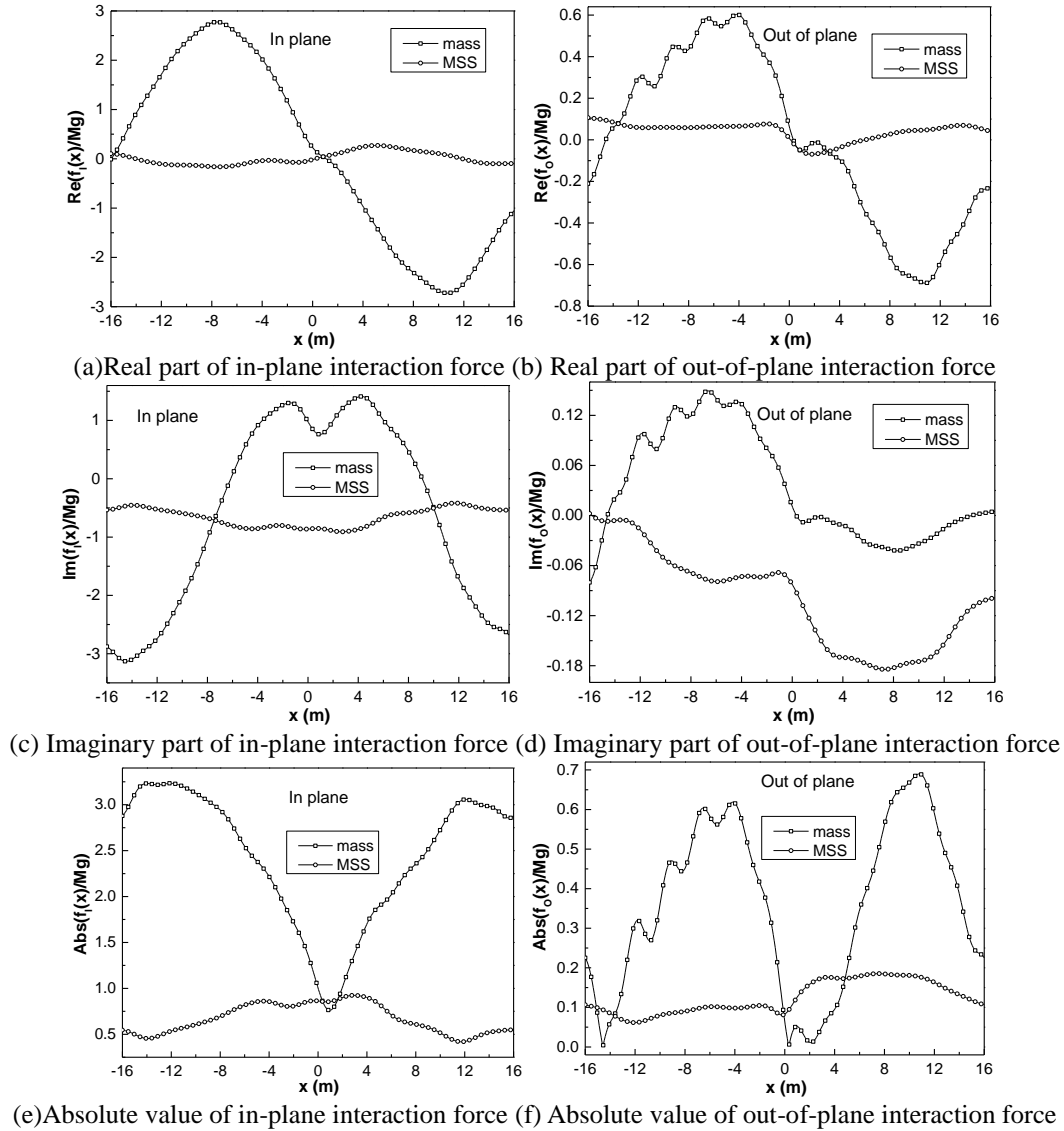 In plane
mass
MSS
Re(fI(x)/Mg)
3
2
1
0
-1
-2
-3
-16 -12 -8 -4 0 4 8 12 16
x (m)
Out of plane
mass
MSS
Re(fO(x)/Mg)
0.6
0.4
0.2
0.0
-0.2
-0.4
-0.6
-0.8
-16 -12 -8 -4 0 4 8 12 16
x (m)
(a)Real part of in-plane interaction force (b) Real part of out-of-plane interaction force
In plane
mass
MSS
Im(fI(x)/Mg)
1
0
-1
-2
-3
-16 -12 -8 -4 0 4 8 12 16
x (m)
Out of plane
mass
MSS
Im(fO(x)/Mg)
0.12
0.06
0.00
-0.06
-0.12
-0.18
-16 -12 -8 -4 0 4 8 12 16
x (m)
(c) Imaginary part of in-plane interaction force (d) Imaginary part of out-of-plane interaction force
In plane
mass
MSS
Abs(fI(x)/Mg)
3.0
2.5
2.0
1.5
1.0
0.5
-16 -12 -8 -4 0 4 8 12 16
x (m)
Out of plane
mass
MSS
Abs(fO(x)/Mg)
0.7
0.6
0.5
0.4
0.3
0.2
0.1
0.0
-16 -12 -8 -4 0 4 8 12 16
x (m)
(e)Absolute value of in-plane interaction force (f) Absolute value of out-of-plane interaction force